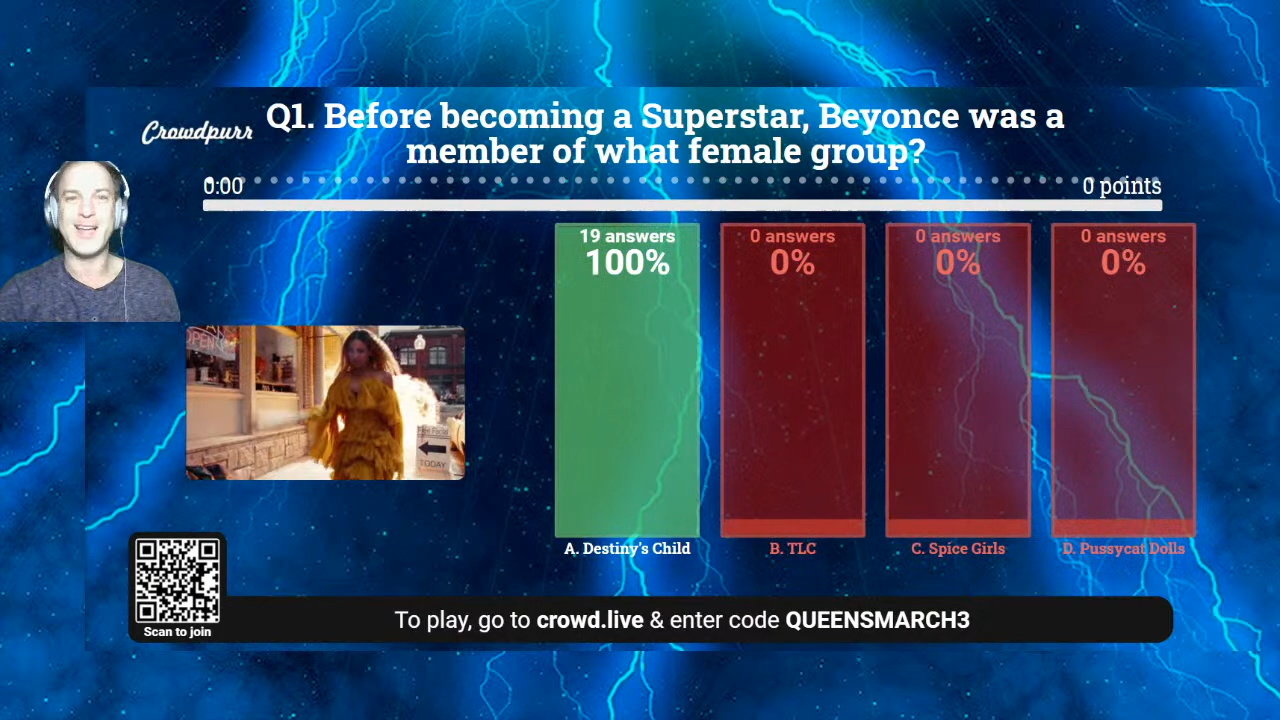 Crowdpurr
Q1. Before becoming a Superstar, Beyonce was a
member of what female group?
0:00
0 points
19 answers
100%
0 answers
0%
0 answers
0%
0 answers
0%
OPEN
TODAY
A. Destiny's Child
B. TLC
C. Spice Girls
D. Pussycat Dolls
Scan to join
To play, go to crowd.live & enter code QUEENSMARCH3